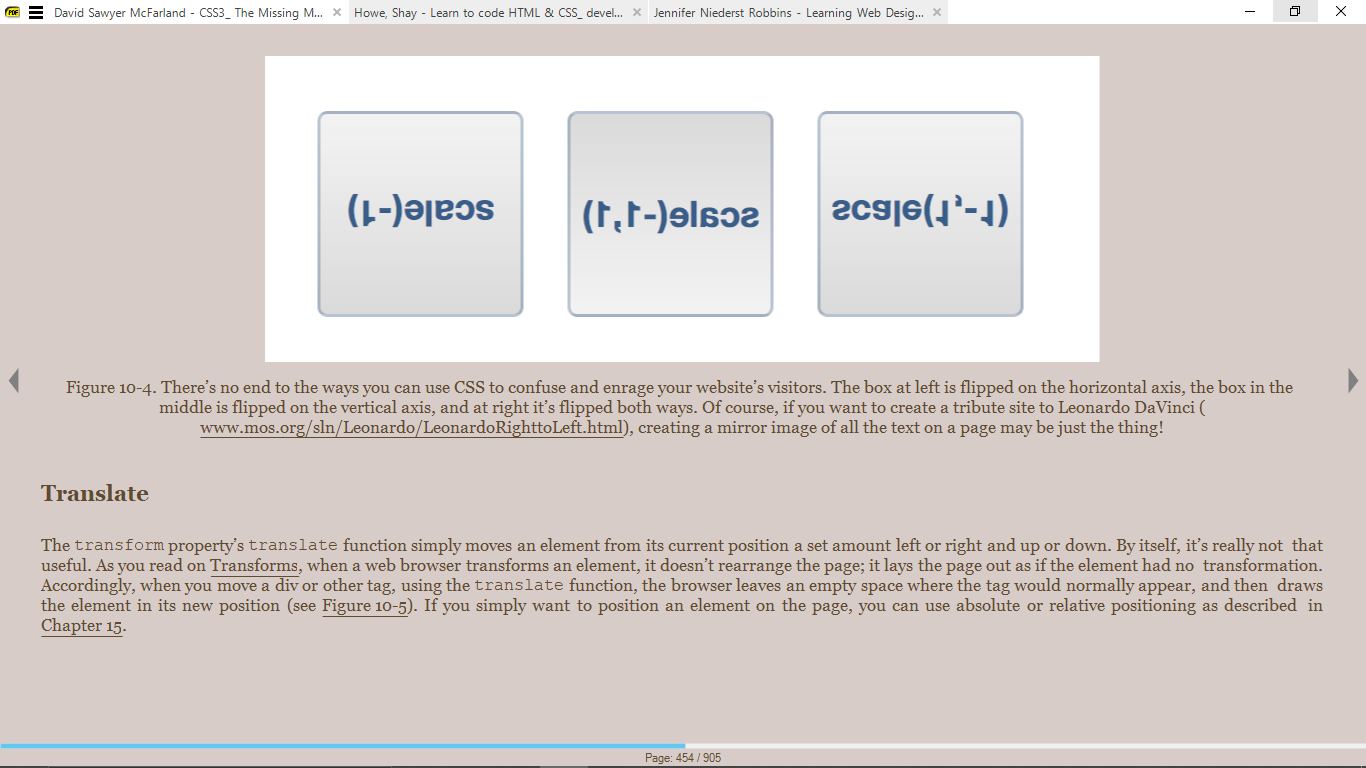 David Sawyer McFarland - CSS3_ The Missing M...
Howe, Shay - Learn to code HTML & CSS_ devel...
Jennifer Niederst Robbins - Learning Web Desig...
scale(-1)
scale(-1,1)
scale(1,-1)
Figure 10-4. There’s no end to the ways you can use CSS to confuse and enrage your website’s visitors. The box at left is flipped on the horizontal axis, the box in the
middle is flipped on the vertical axis, and at right it’s flipped both ways. Of course, if you want to create a tribute site to Leonardo DaVinci (
www.mos.org/sln/Leonardo/LeonardoRighttoLeft.html), creating a mirror image of all the text on a page may be just the thing!
Translate
The transform property’s translate function simply moves an element from its current position a set amount left or right and up or down. By itself, it’s really not that
useful. As you read on Transforms, when a web browser transforms an element, it doesn’t rearrange the page; it lays the page out as if the element had no transformation.
Accordingly, when you move a div or other tag, using the translate function, the browser leaves an empty space where the tag would normally appear, and then draws
the element in its new position (see Figure 10-5). If you simply want to position an element on the page, you can use absolute or relative positioning as described in
Chapter 15.
Page: 454 / 905